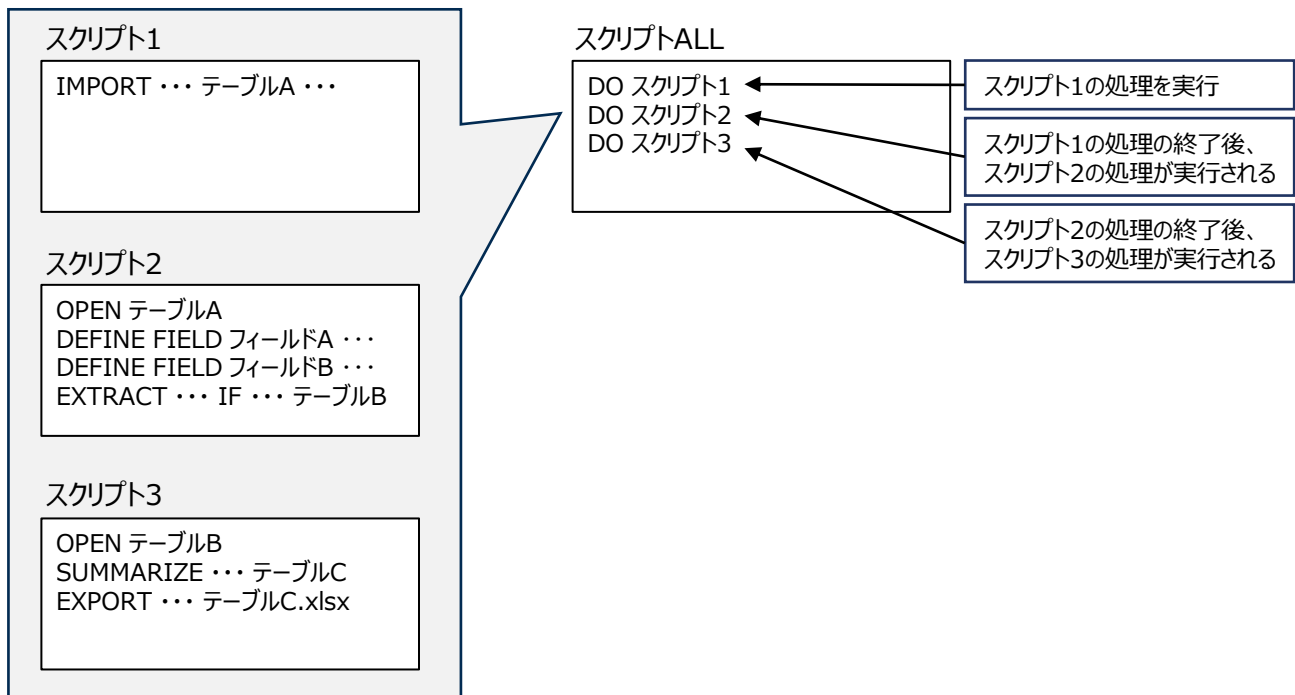 スクリプト1
IMPORT ・・・ テーブルA ・・・
スクリプト2
OPEN テーブルA
DEFINE FIELD フィールドA ・・・
DEFINE FIELD フィールドB ・・・
EXTRACT ・・・ IF ・・・ テーブルB
スクリプト3
OPEN テーブルB
SUMMARIZE ・・・ テーブルC
EXPORT ・・・ テーブルC.xlsx
スクリプトALL
DO スクリプト1
DO スクリプト2
DO スクリプト3
スクリプト1の処理を実行
スクリプト1の処理の終了後、
スクリプト2の処理が実行される
スクリプト2の処理の終了後、
スクリプト3の処理が実行される